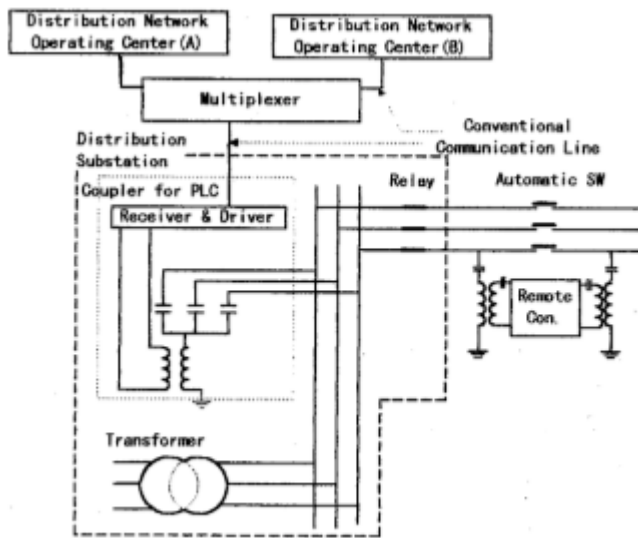 Distribution Network
Operating Center(A)
Distribution Network
Operating Center(B)
Multiplexer
Distribution
Substation
Conventional
Communication Line
Coupler for PLC
Relay
Automatic SW
Receiver & Driver
Remote
Con.
Transformer